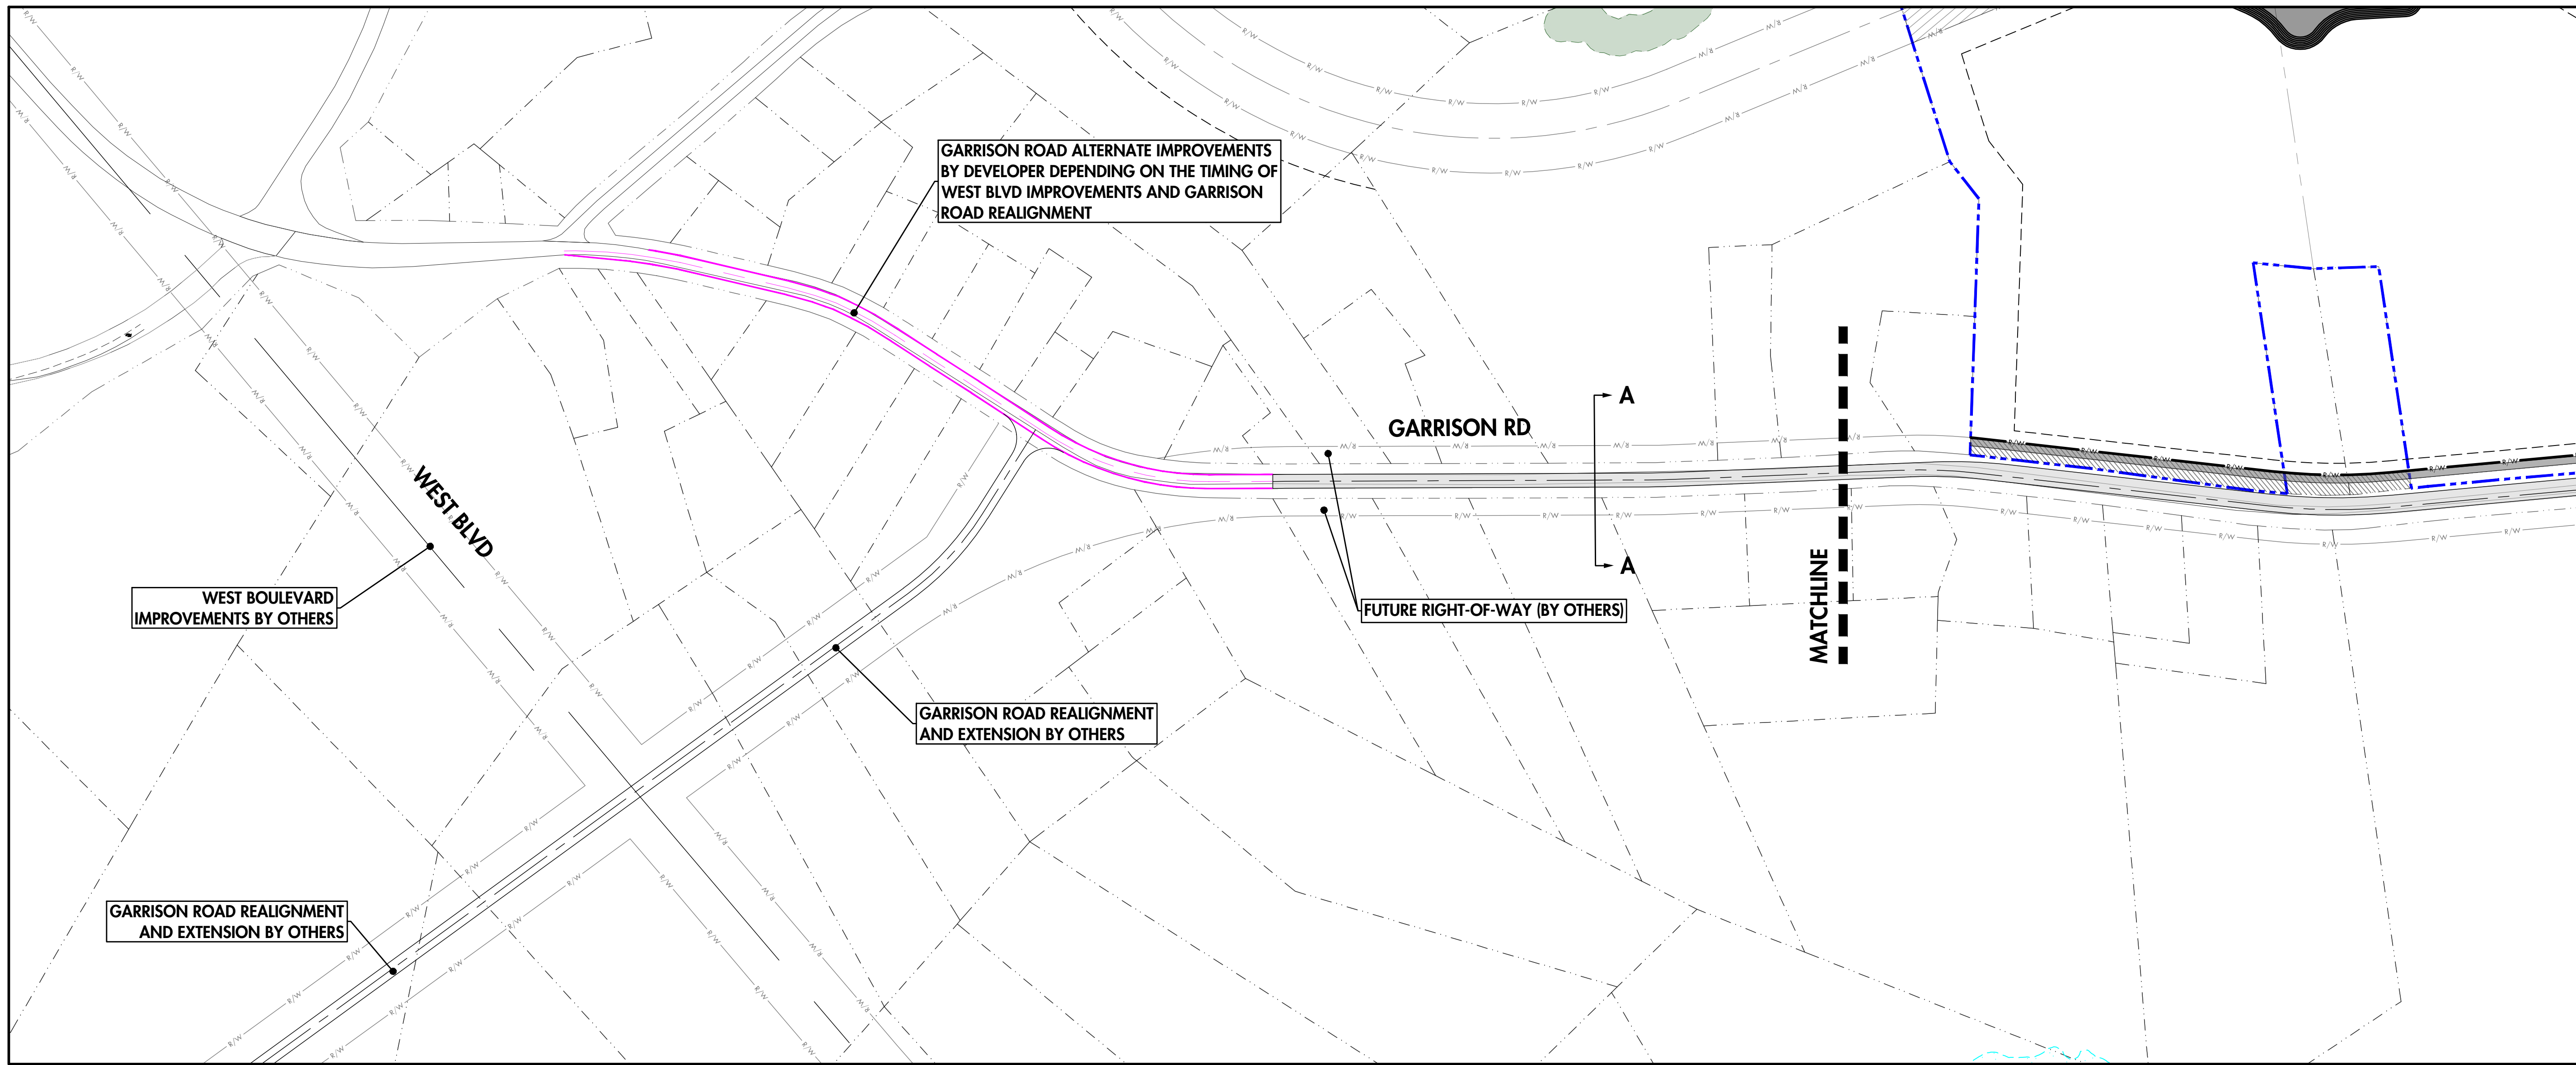 GARRISON ROAD ALTERNATE IMPROVEMENTS
BY DEVELOPER DEPENDING ON THE TIMING OF
WEST BLVD IMPROVEMENTS AND GARRISON
ROAD REALIGNMENT
GARRISON RD
A
A
WEST BLVD
MATCHLINE
WEST BOULEVARD
IMPROVEMENTS BY OTHERS
FUTURE RIGHT-OF-WAY (BY OTHERS)
GARRISON ROAD REALIGNMENT
AND EXTENSION BY OTHERS
GARRISON ROAD REALIGNMENT
AND EXTENSION BY OTHERS
R/W
R/W
R/W
R/W
R/W
R/W
R/W
R/W
R/W
R/W
R/W
R/W